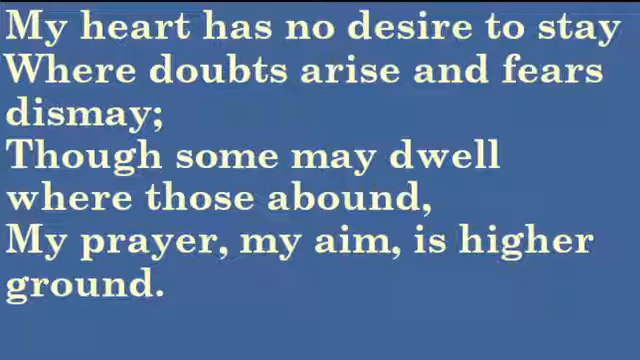 My heart has no desire to stay
Where doubts arise and fears
dismay;
Though some may dwell
where those abound,
My prayer, my aim, is higher
ground.